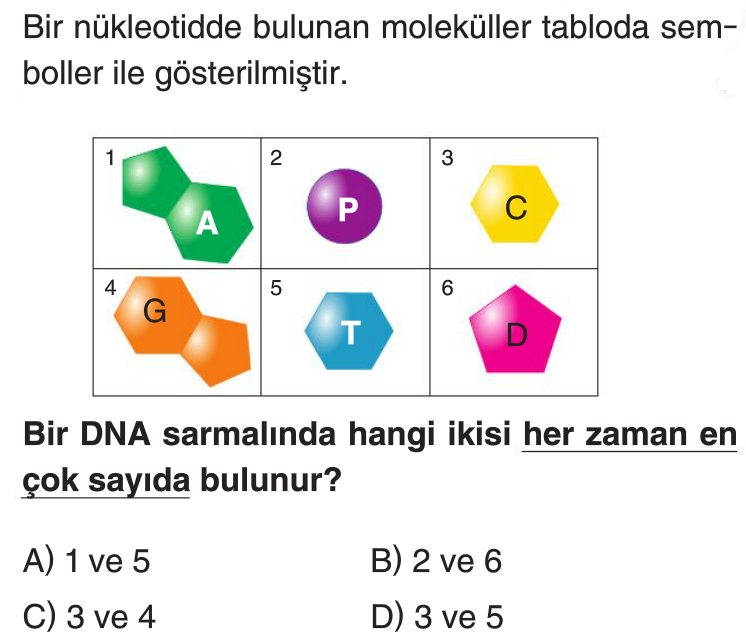 Bir nükleotidde bulunan moleküller tabloda sem-
boller ile gösterilmiştir.
1 A 2 P 3 C
4 G 5 T 6 D
Bir DNA sarmalında hangi ikisi her zaman en
çok sayıda bulunur?
A) 1 ve 5 B) 2 ve 6
C) 3 ve 4 D) 3 ve 5